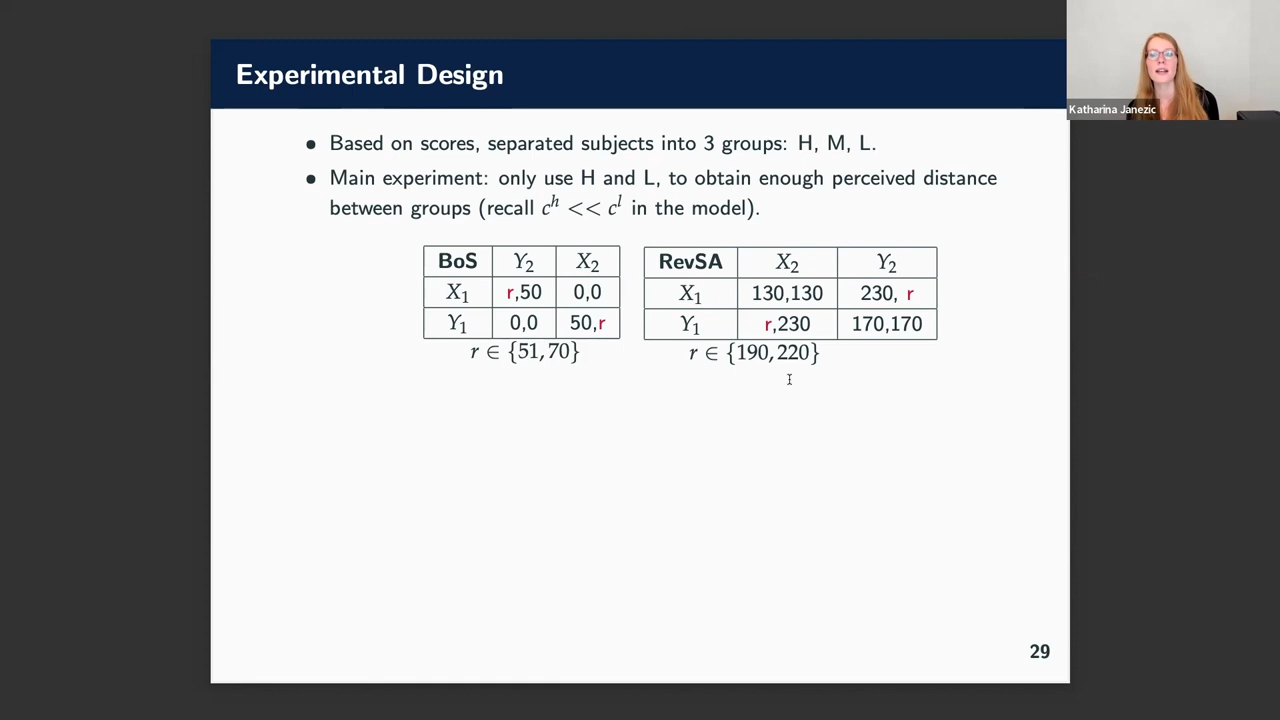 Experimental Design
Katharina Janezic
• Based on scores, separated subjects into 3 groups: H, M, L.
• Main experiment: only use H and L, to obtain enough perceived distance
between groups (recall c^h << c^l in the model).
BoS Y₂ X₂
X₁ r,50 0,0
Y₁ 0,0 50,r
r ∈ {51, 70}
RevSA X₂ Y₂
X₁ 130,130 230, r
Y₁ r,230 170,170
r ∈ {190, 220}
29